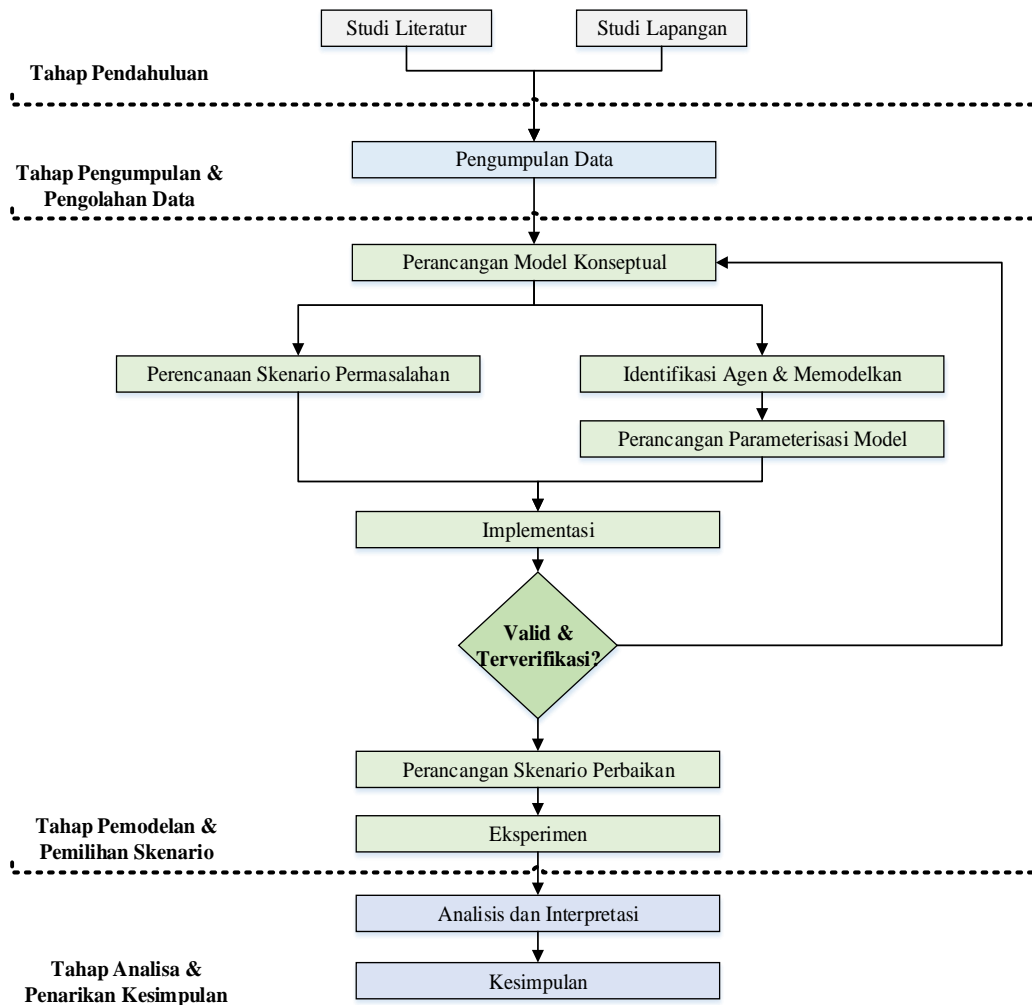 Studi Literatur
Studi Lapangan
Tahap Pendahuluan
Pengumpulan Data
Tahap Pengumpulan &
Pengolahan Data
Perancangan Model Konseptual
Perencanaan Skenario Permasalahan
Identifikasi Agen & Memodelkan
Perancangan Parameterisasi Model
Implementasi
Valid &
Terverifikasi?
Perancangan Skenario Perbaikan
Tahap Pemodelan &
Pemilihan Skenario
Eksperimen
Analisis dan Interpretasi
Tahap Analisa &
Penarikan Kesimpulan
Kesimpulan